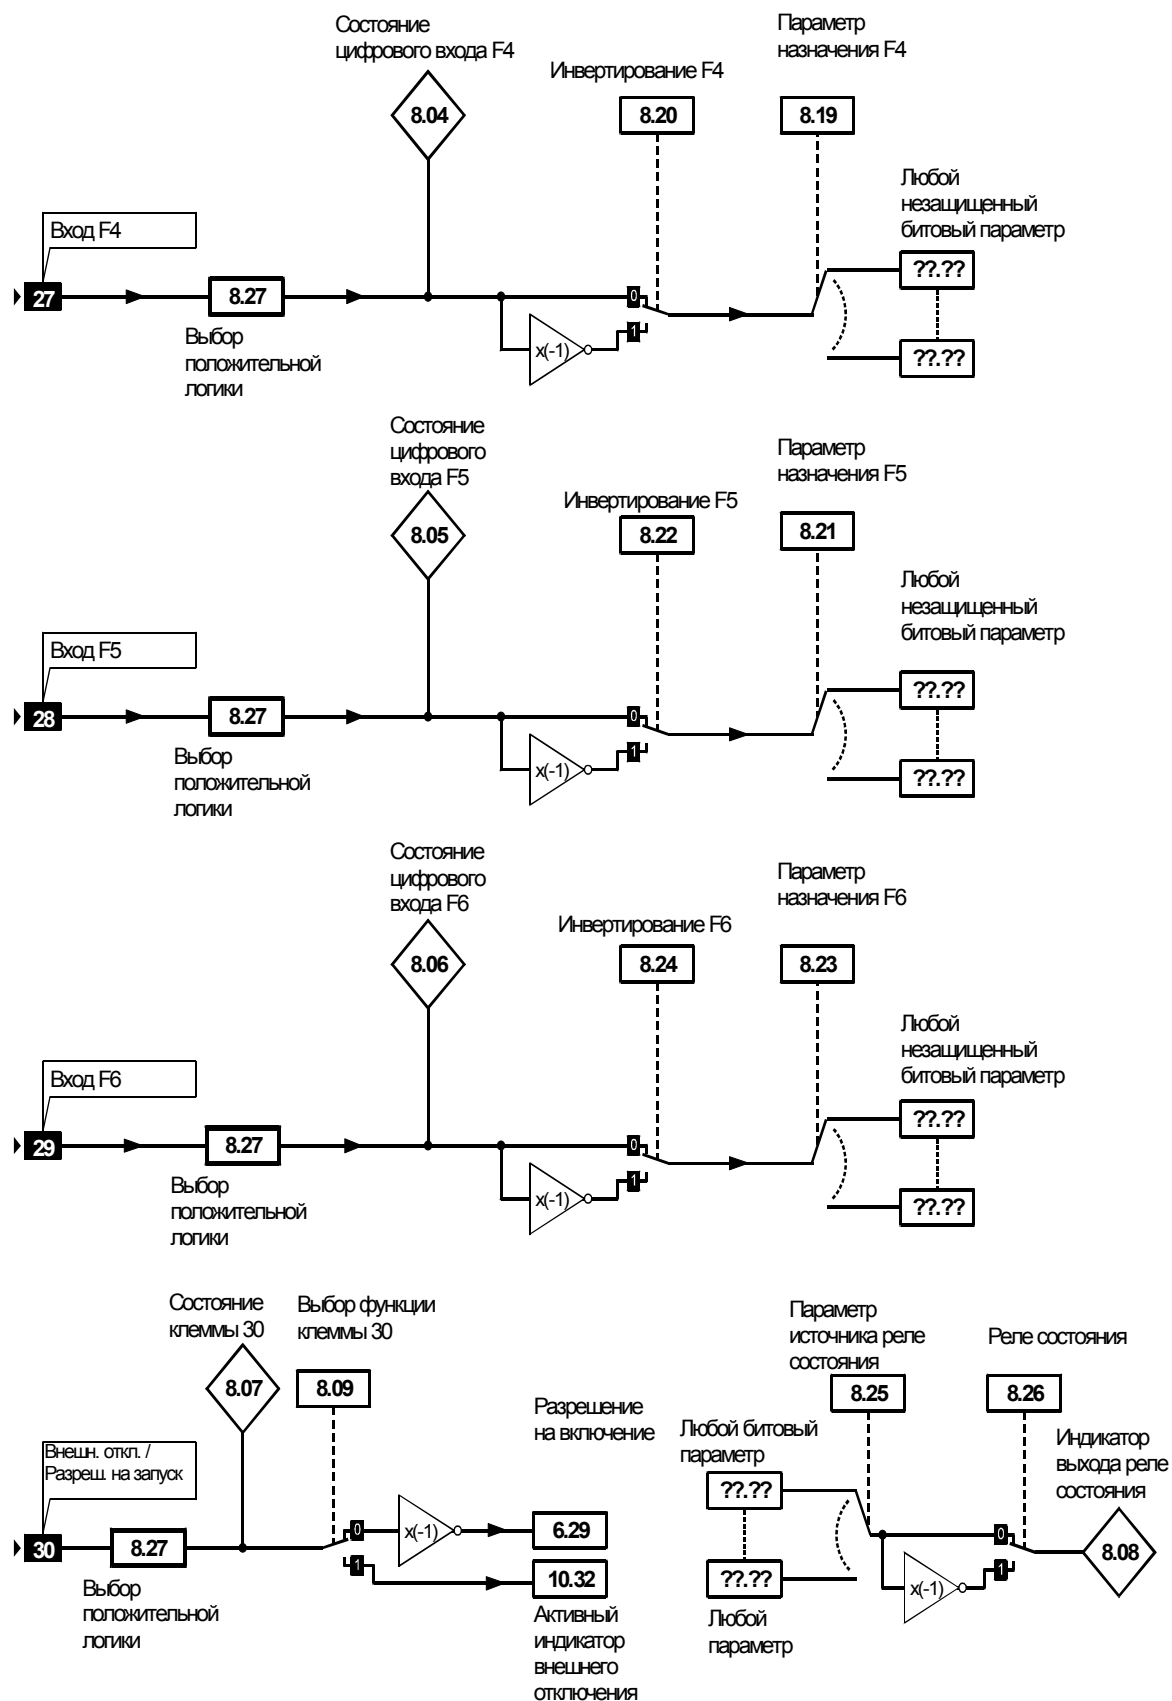 Состояние
цифрового входа F4
Параметр
назначения F4
Инвертирование F4
8.04
8.20
8.19
Любой
незащищенный
битовый параметр
Вход F4
??.??
27
8.27
0
Выбор
положительной
логики
x(-1)
1
??.??
Состояние
цифрового
входа F5
Параметр
назначения F5
Инвертирование F5
8.05
8.22
8.21
Любой
незащищенный
битовый параметр
Вход F5
??.??
28
8.27
0
Выбор
положительной
логики
x(-1)
1
??.??
Состояние
цифрового
входа F6
Параметр
назначения F6
Инвертирование F6
8.06
8.24
8.23
Любой
незащищенный
битовый параметр
Вход F6
??.??
29
8.27
0
Выбор
положительной
логики
x(-1)
1
??.??
Состояние
клеммы 30
Выбор функции
клеммы 30
8.07
8.09
Разрешение
на включение
Внешн. откл. /
Разреш. на запуск
30
8.27
0
x(-1)
6.29
1
10.32
Выбор
положительной
логики
Активный
индикатор
внешнего
отключения
Параметр
источника реле
состояния
Реле состояния
8.25
8.26
Любой битовый
параметр
Индикатор
выхода реле
состояния
??.??
0
8.08
??.??
x(-1)
1
Любой
параметр